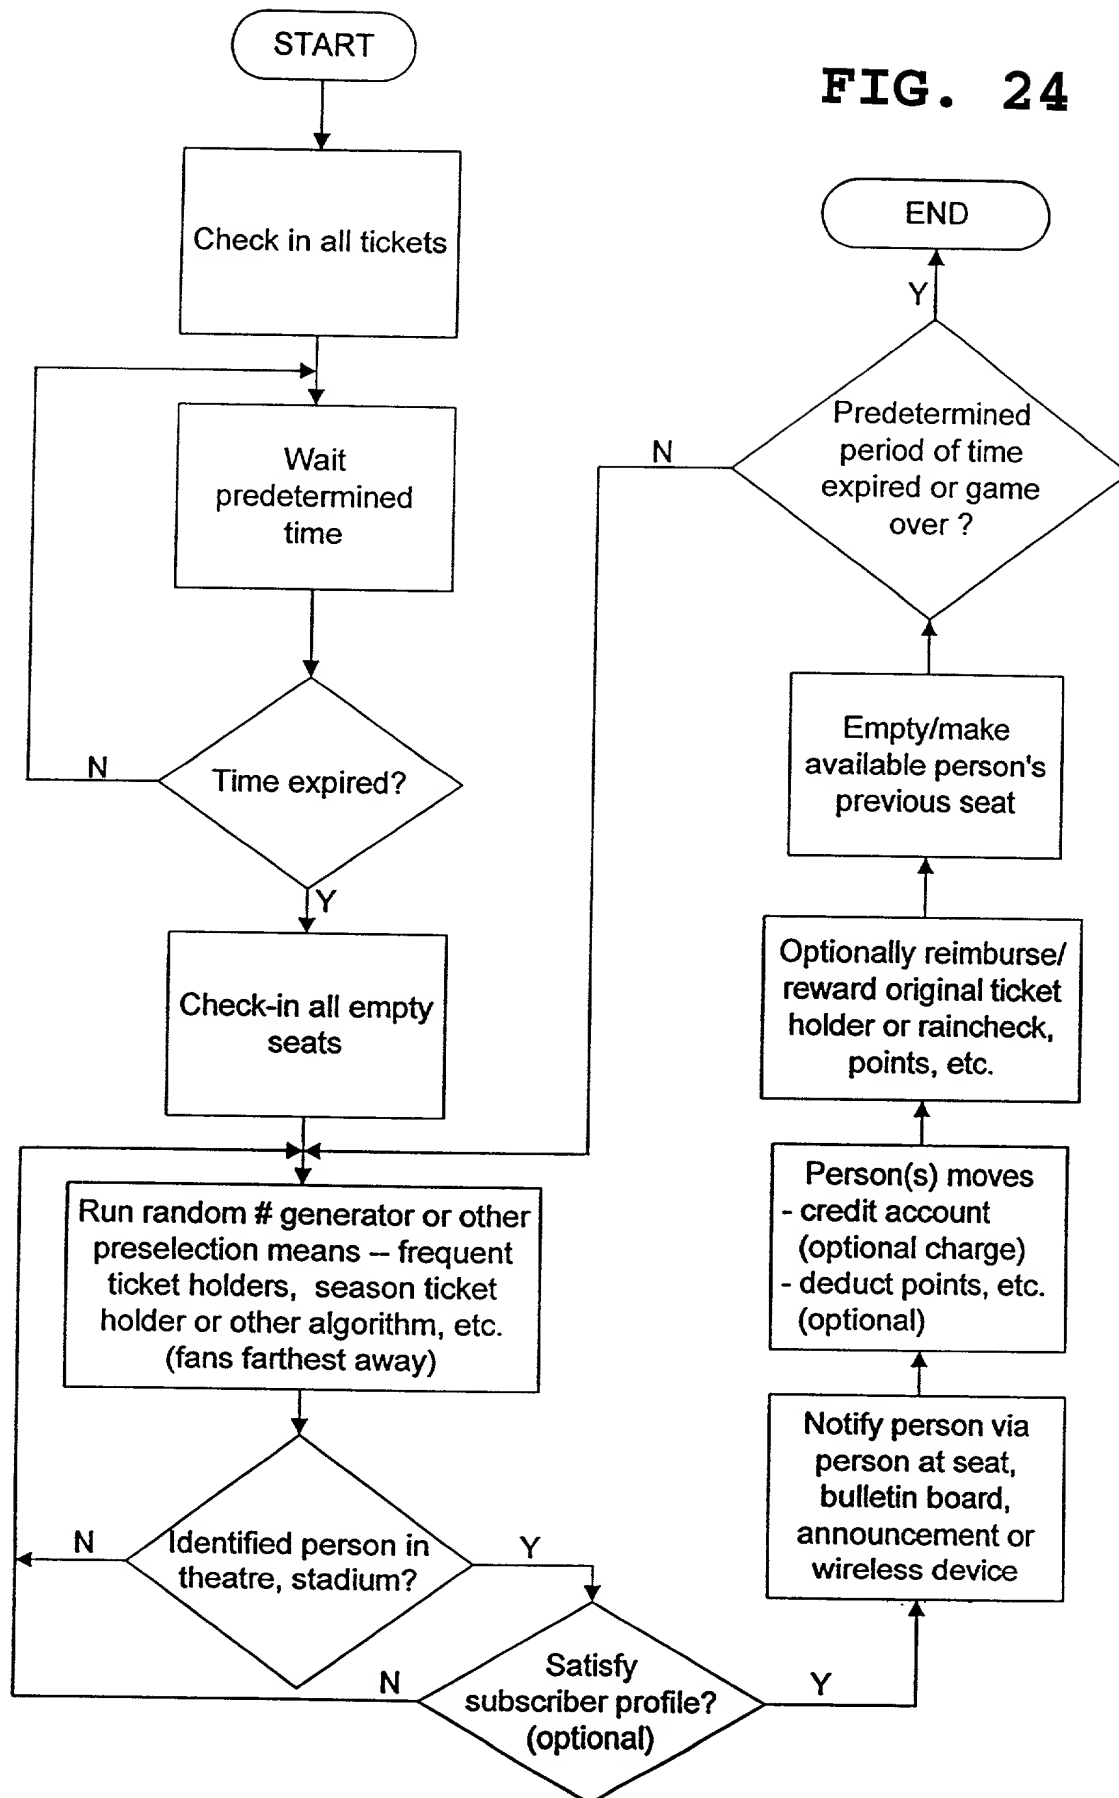 START
FIG. 24
Check in all tickets
Wait
predetermined
time
N
Time expired?
Y
Check-in all empty
seats
Run random # generator or other
preselection means -- frequent
ticket holders, season ticket
holder or other algorithm, etc.
(fans farthest away)
N
Identified person in
theatre, stadium?
Y
N
Satisfy
subscriber profile?
(optional)
Y
Notify person via
person at seat,
bulletin board,
announcement or
wireless device
Person(s) moves
- credit account
(optional charge)
- deduct points, etc.
(optional)
Optionally reimburse/
reward original ticket
holder or raincheck,
points, etc.
Empty/make
available person's
previous seat
Predetermined
period of time
expired or game
over ?
N
Y
END